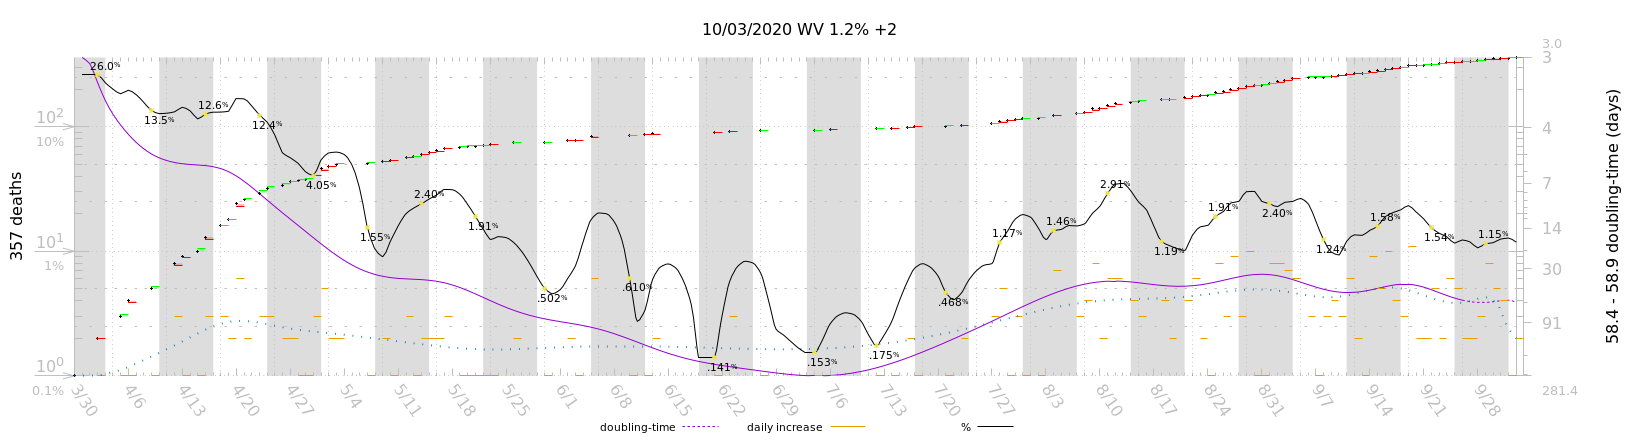 10/03/2020 WV 1.2% +2
3.0
26.0% 3
13.5% 12.6% 12.4%
10² 4
10%
4.05% 2.40% 2.91% 7
1.55% 1.91% 1.17% 1.46% 1.19% 1.91% 2.40% 1.24% 1.58% 1.54% 1.15% 14
10¹
1% 30
.502% .610% .468%
91
.141% .153% .175%
10⁰
0.1% 281.4
357 deaths
58.4 - 58.9 doubling-time (days)
3/30 4/6 4/13 4/20 4/27 5/4 5/11 5/18 5/25 6/1 6/8 6/15 6/22 6/29 7/6 7/13 7/20 7/27 8/3 8/10 8/17 8/24 8/31 9/7 9/14 9/21 9/28
doubling-time daily increase %